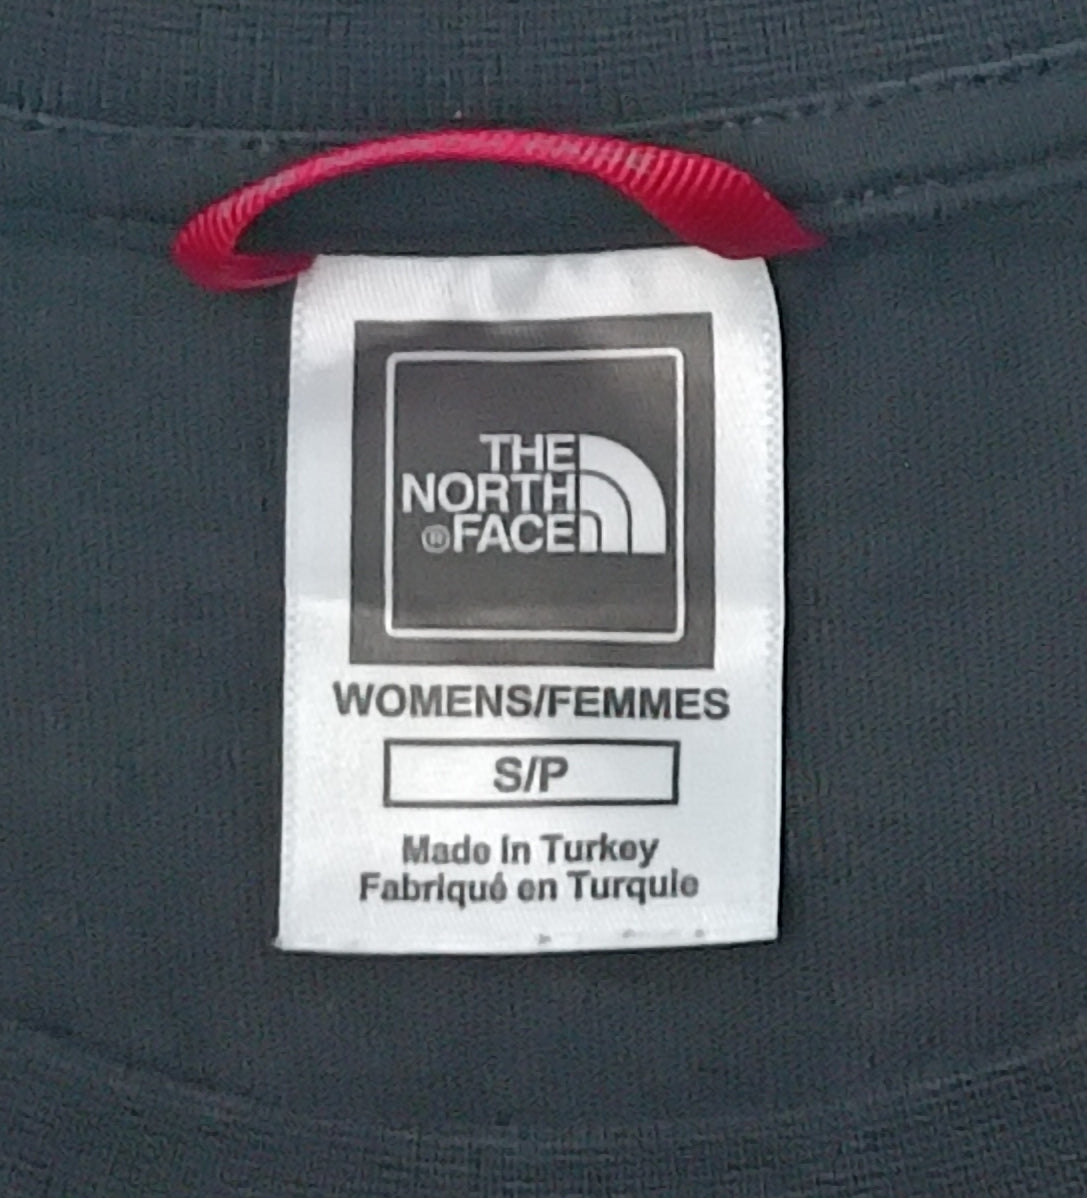 THE
NORTH
® FACE
WOMENS/FEMMES
S/P
Made in Turkey
Fabriqué en Turquie